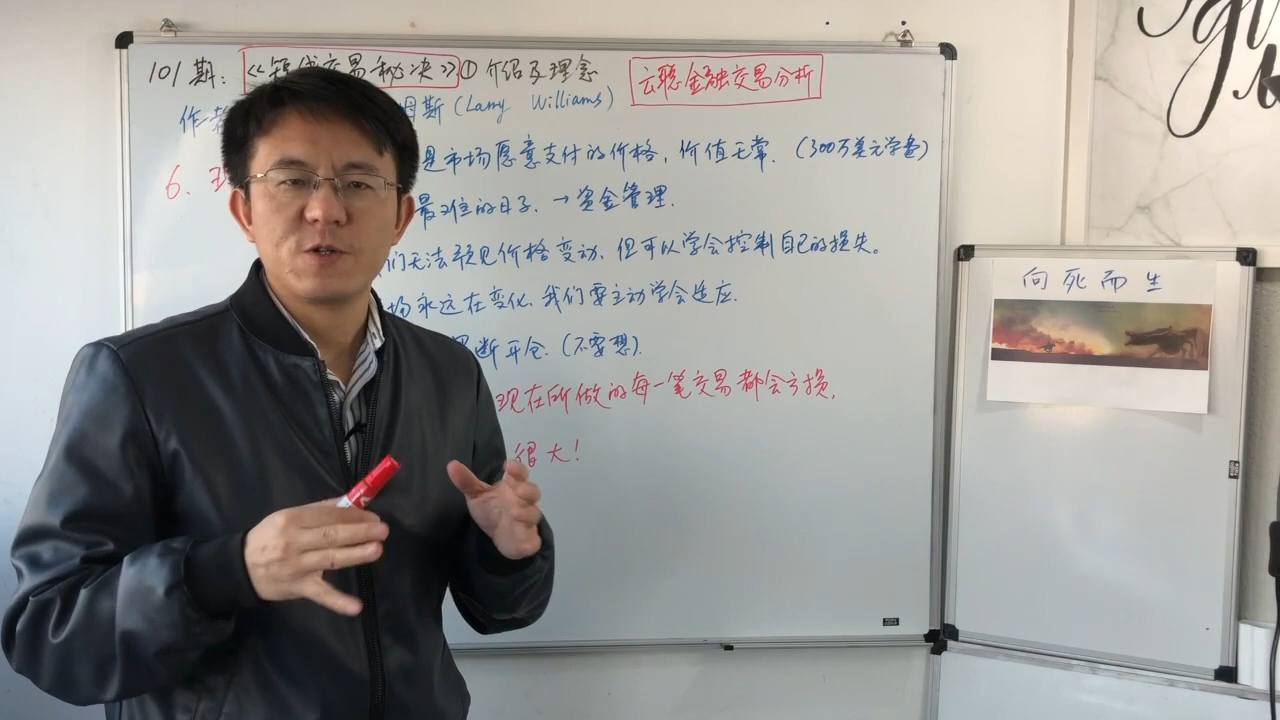 101期:《短线交易秘决》① 介绍及理念
云聪金融交易分析
作者 斯 (Larry Williams)
是市场愿意支付的价格,价值无常. (300万美元学费)
最 的日子. → 资金管理.
们无法预见价格变动,但可以学会控制自己的损失。
场永远在变化,我们要主动学会适应.
断平仓. (不要想).
6. 现在所做的每一笔交易都会亏损,
很大!
向死而生